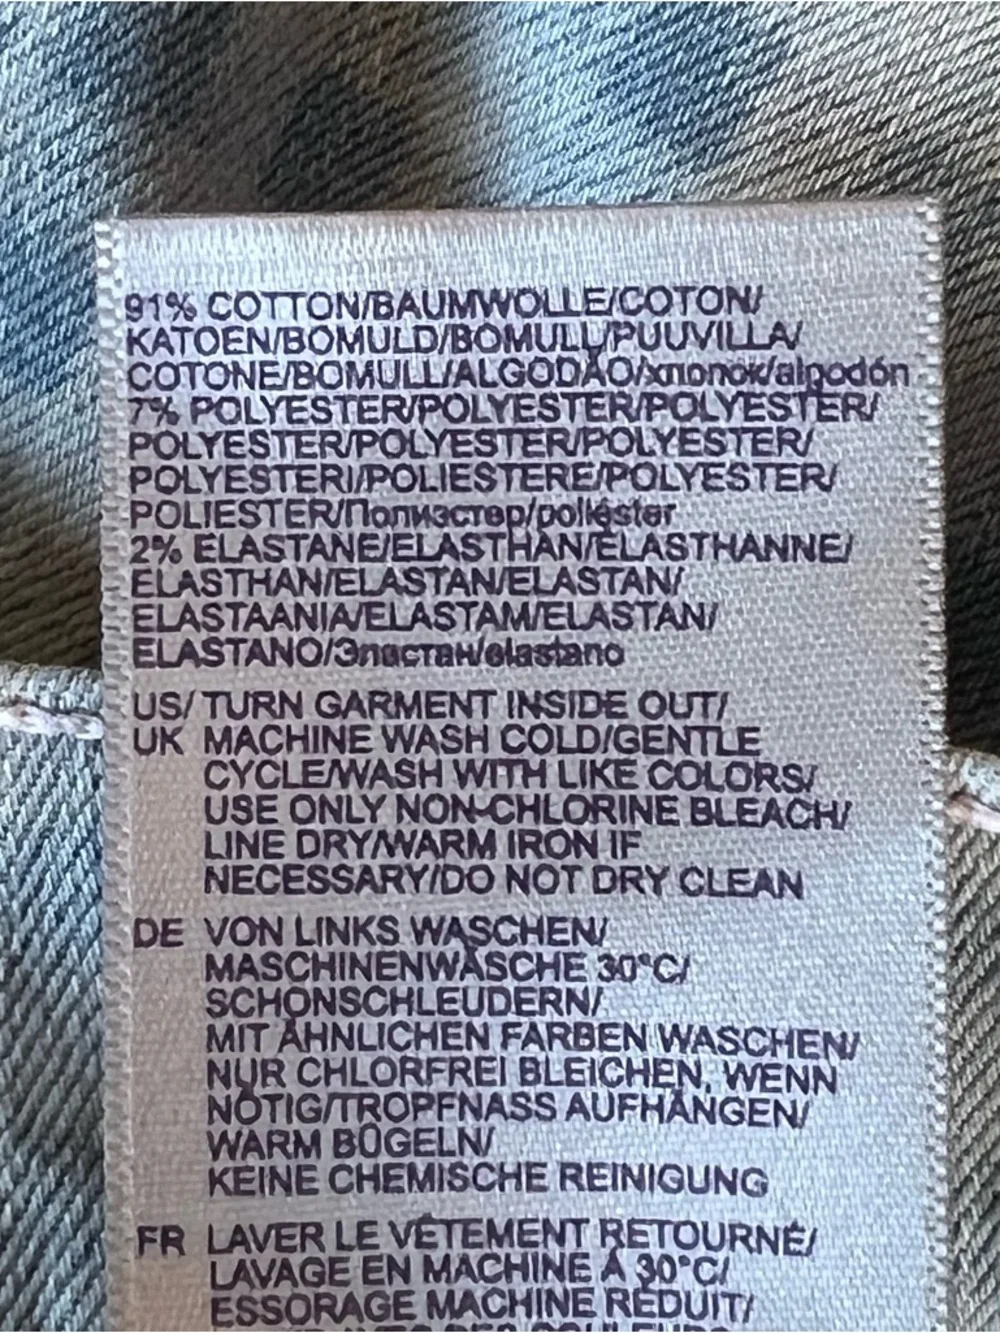 91% COTTON/BAUMWOLLE/COTON/
KATOEN/BOMULD/BOMULL/PUUVILLA/
COTONE/BOMULL/ALGODÃO/хлопок/algodón
7% POLYESTER/POLYESTER/POLYESTER/
POLYESTER/POLYESTER/POLYESTER/
POLYESTERI/POLIESTERE/POLYESTER/
POLIESTER/Полиэстер/poliéster
2% ELASTANE/ELASTHAN/ELASTHANNE/
ELASTHAN/ELASTAN/ELASTAN/
ELASTAANIA/ELASTAM/ELASTAN/
ELASTANO/Эластан/elastano
US/ TURN GARMENT INSIDE OUT/
UK MACHINE WASH COLD/GENTLE
CYCLE/WASH WITH LIKE COLORS/
USE ONLY NON-CHLORINE BLEACH/
LINE DRY/WARM IRON IF
NECESSARY/DO NOT DRY CLEAN
DE VON LINKS WASCHEN/
MASCHINENWÄSCHE 30°C/
SCHONSCHLEUDERN/
MIT ÄHNLICHEN FARBEN WASCHEN/
NUR CHLORFREI BLEICHEN, WENN
NÖTIG/TROPFNASS AUFHÄNGEN/
WARM BÜGELN/
KEINE CHEMISCHE REINIGUNG
FR LAVER LE VÊTEMENT RETOURNÉ/
LAVAGE EN MACHINE À 30°C/
ESSORAGE MACHINE RÉDUIT/